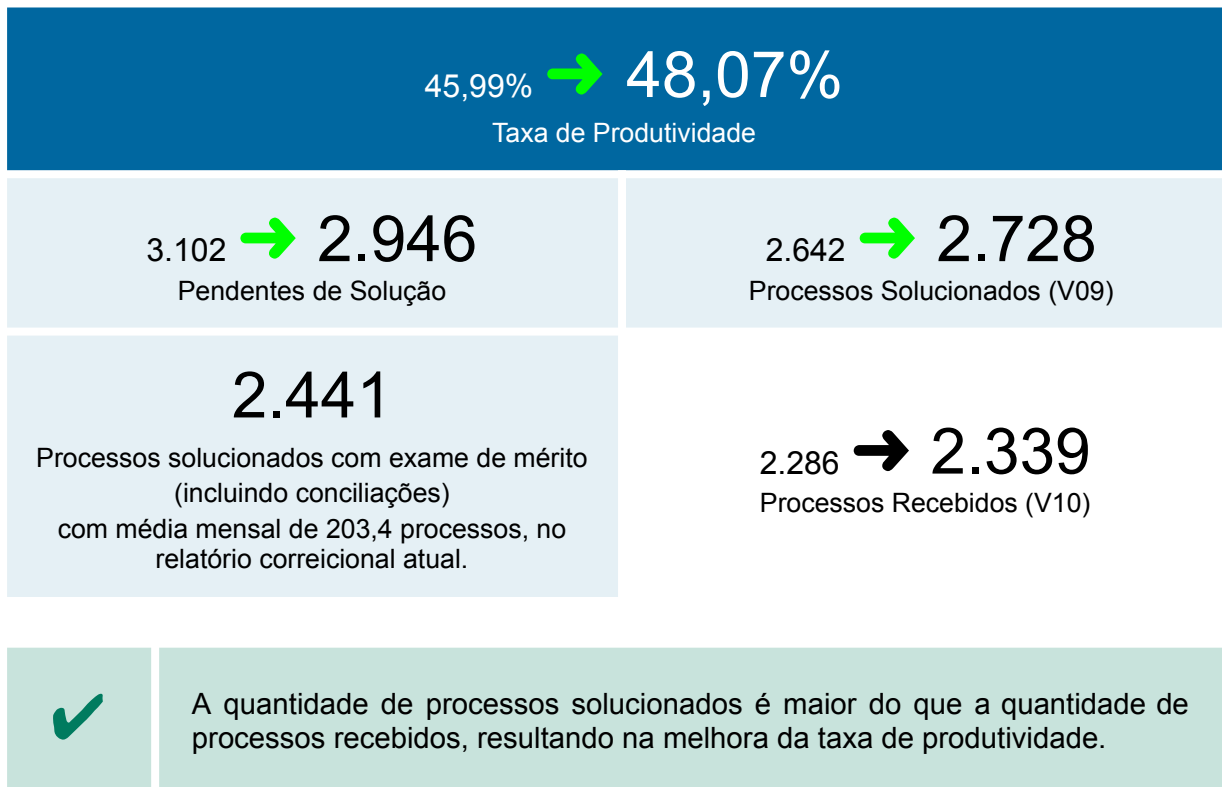 45,99% ➜ 48,07%
Taxa de Produtividade
3.102 ➜ 2.946
Pendentes de Solução
2.642 ➜ 2.728
Processos Solucionados (V09)
2.441
Processos solucionados com exame de mérito
(incluindo conciliações)
com média mensal de 203,4 processos, no
relatório correicional atual.
2.286 ➜ 2.339
Processos Recebidos (V10)
✔
A quantidade de processos solucionados é maior do que a quantidade de
processos recebidos, resultando na melhora da taxa de produtividade.